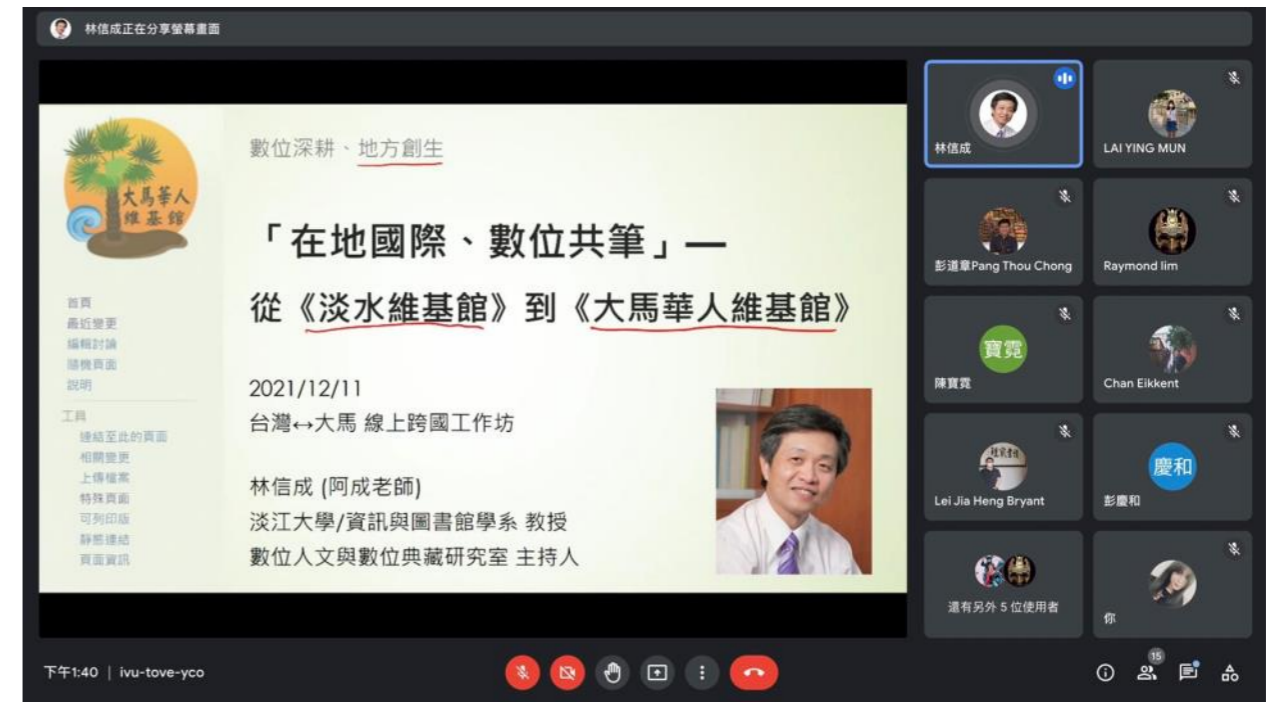 林信成正在分享螢幕畫面
大馬華人
維基館
首頁
最近變更
編輯討論
隨機頁面
說明
工具
連結至此的頁面
相關變更
上傳檔案
特殊頁面
可列印版
靜態連結
頁面資訊
數位深耕、地方創生
「在地國際、數位共筆」—
從《淡水維基館》到《大馬華人維基館》
2021/12/11
台灣↔大馬 線上跨國工作坊
林信成 (阿成老師)
淡江大學/資訊與圖書館學系 教授
數位人文與數位典藏研究室 主持人
林信成
LAI YING MUN
彭道章Pang Thou Chong
Raymond lim
寶霓
陳寶霓
Chan Eikkent
Lei Jia Heng Bryant
慶和
彭慶和
還有另外 5 位使用者
你
下午1:40 | ivu-tove-yco
15